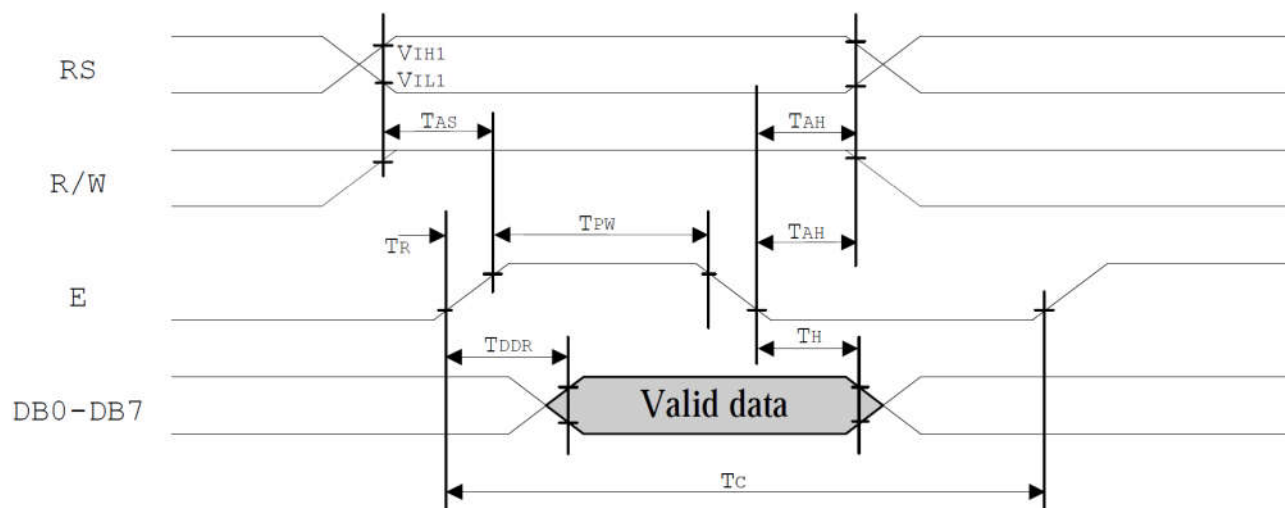 RS
VIH1
VIL1
TAS
TAH
R/W
TPW
TR
TAH
E
TDDR
TH
DB0-DB7
Valid data
TC